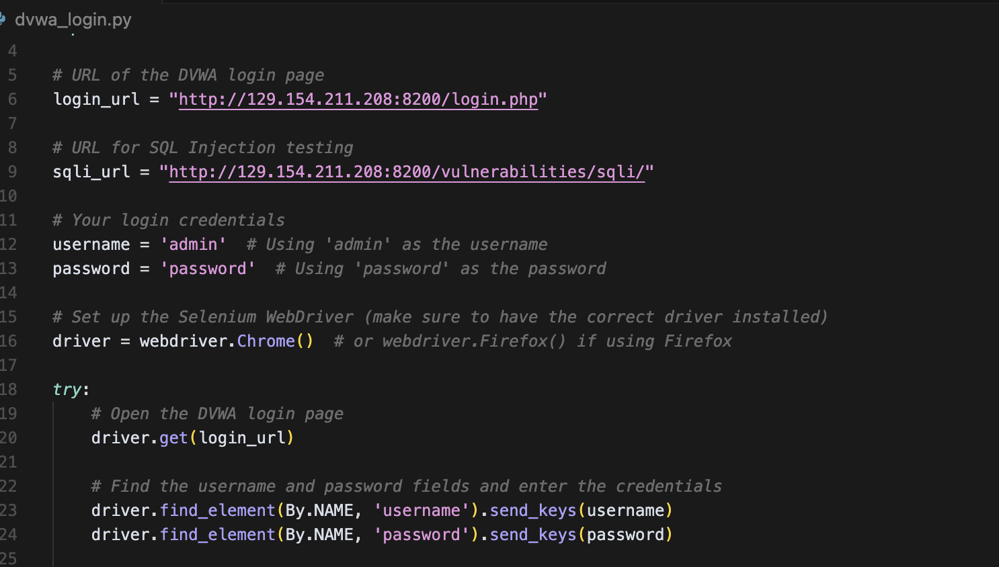 dvwa_login.py
4
5 # URL of the DVWA login page
6 login_url = "http://129.154.211.208:8200/login.php"
7
8 # URL for SQL Injection testing
9 sqli_url = "http://129.154.211.208:8200/vulnerabilities/sqli/"
10
11 # Your login credentials
12 username = 'admin'  # Using 'admin' as the username
13 password = 'password'  # Using 'password' as the password
14
15 # Set up the Selenium WebDriver (make sure to have the correct driver installed)
16 driver = webdriver.Chrome()  # or webdriver.Firefox() if using Firefox
17
18 try:
19     # Open the DVWA login page
20     driver.get(login_url)
21
22     # Find the username and password fields and enter the credentials
23     driver.find_element(By.NAME, 'username').send_keys(username)
24     driver.find_element(By.NAME, 'password').send_keys(password)
25